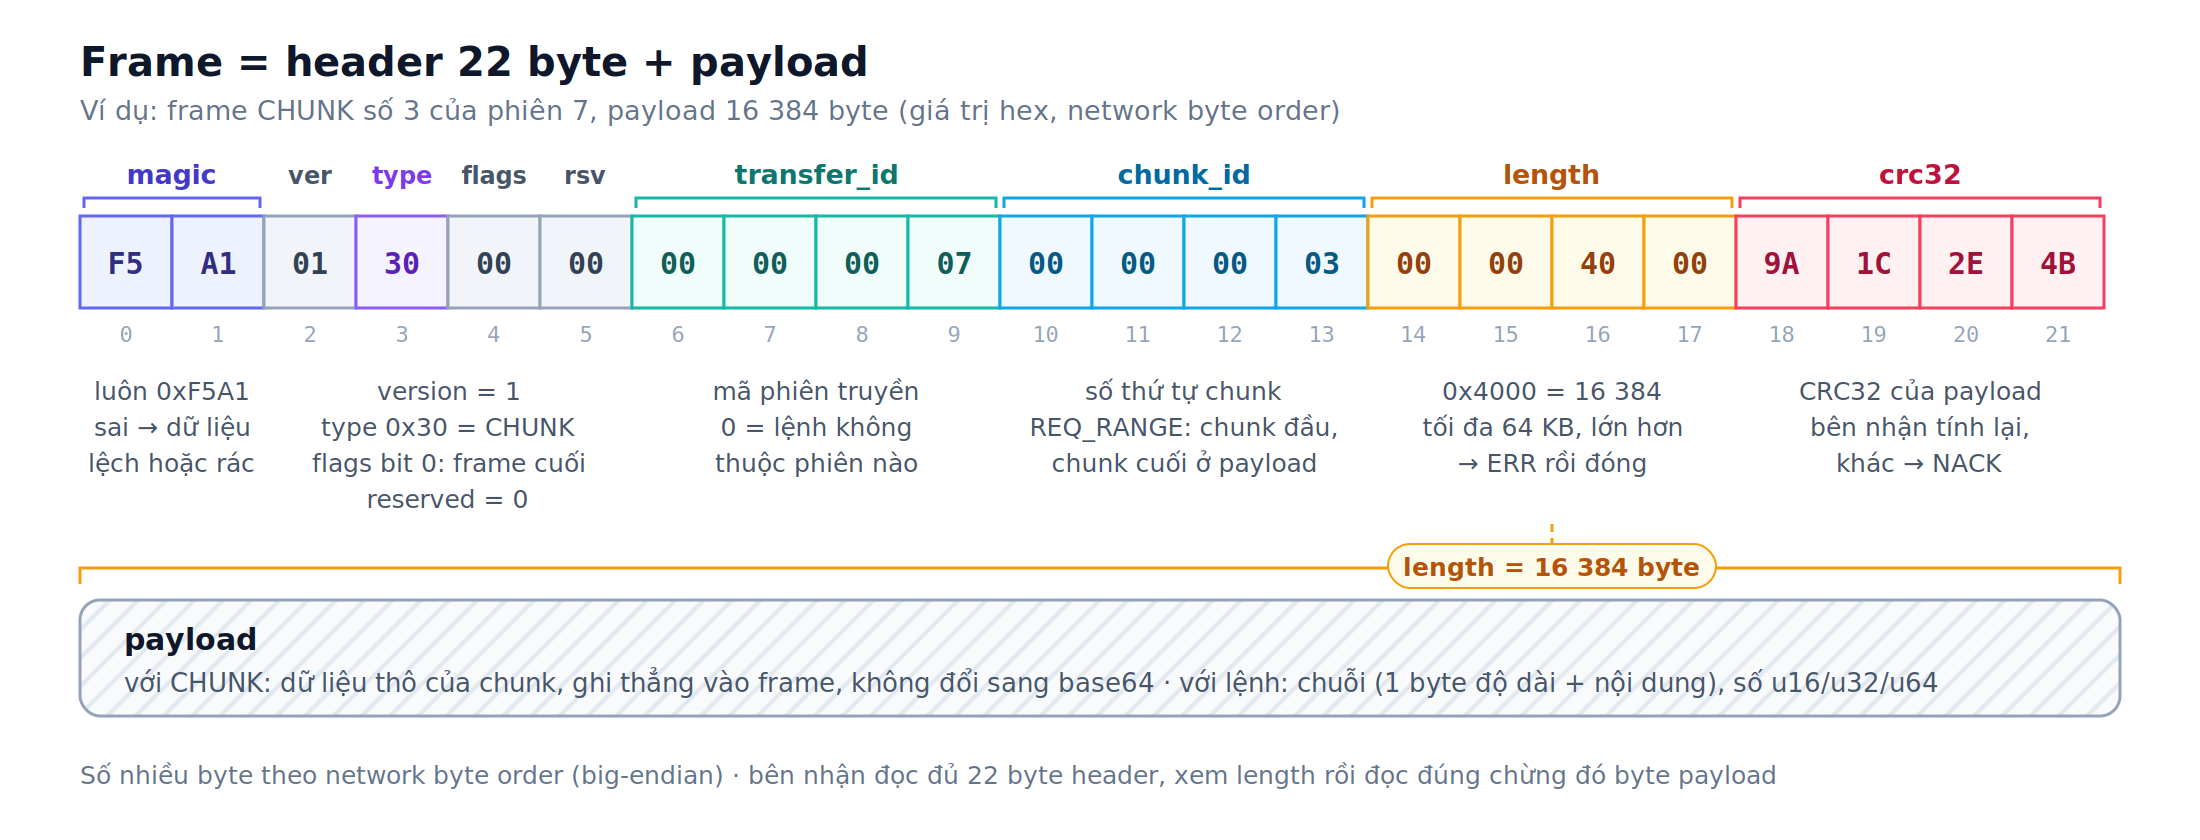 Frame = header 22 byte + payload
Ví dụ: frame CHUNK số 3 của phiên 7, payload 16 384 byte (giá trị hex, network byte order)
magic ver type flags rsv transfer_id chunk_id length crc32
F5 A1 01 30 00 00 00 00 00 07 00 00 00 03 00 00 40 00 9A 1C 2E 4B
0 1 2 3 4 5 6 7 8 9 10 11 12 13 14 15 16 17 18 19 20 21
luôn 0xF5A1
sai → dữ liệu
lệch hoặc rác
version = 1
type 0x30 = CHUNK
flags bit 0: frame cuối
reserved = 0
mã phiên truyền
0 = lệnh không
thuộc phiên nào
số thứ tự chunk
REQ_RANGE: chunk đầu,
chunk cuối ở payload
0x4000 = 16 384
tối đa 64 KB, lớn hơn
→ ERR rồi đóng
CRC32 của payload
bên nhận tính lại,
khác → NACK
length = 16 384 byte
payload
với CHUNK: dữ liệu thô của chunk, ghi thẳng vào frame, không đổi sang base64 · với lệnh: chuỗi (1 byte độ dài + nội dung), số u16/u32/u64
Số nhiều byte theo network byte order (big-endian) · bên nhận đọc đủ 22 byte header, xem length rồi đọc đúng chừng đó byte payload